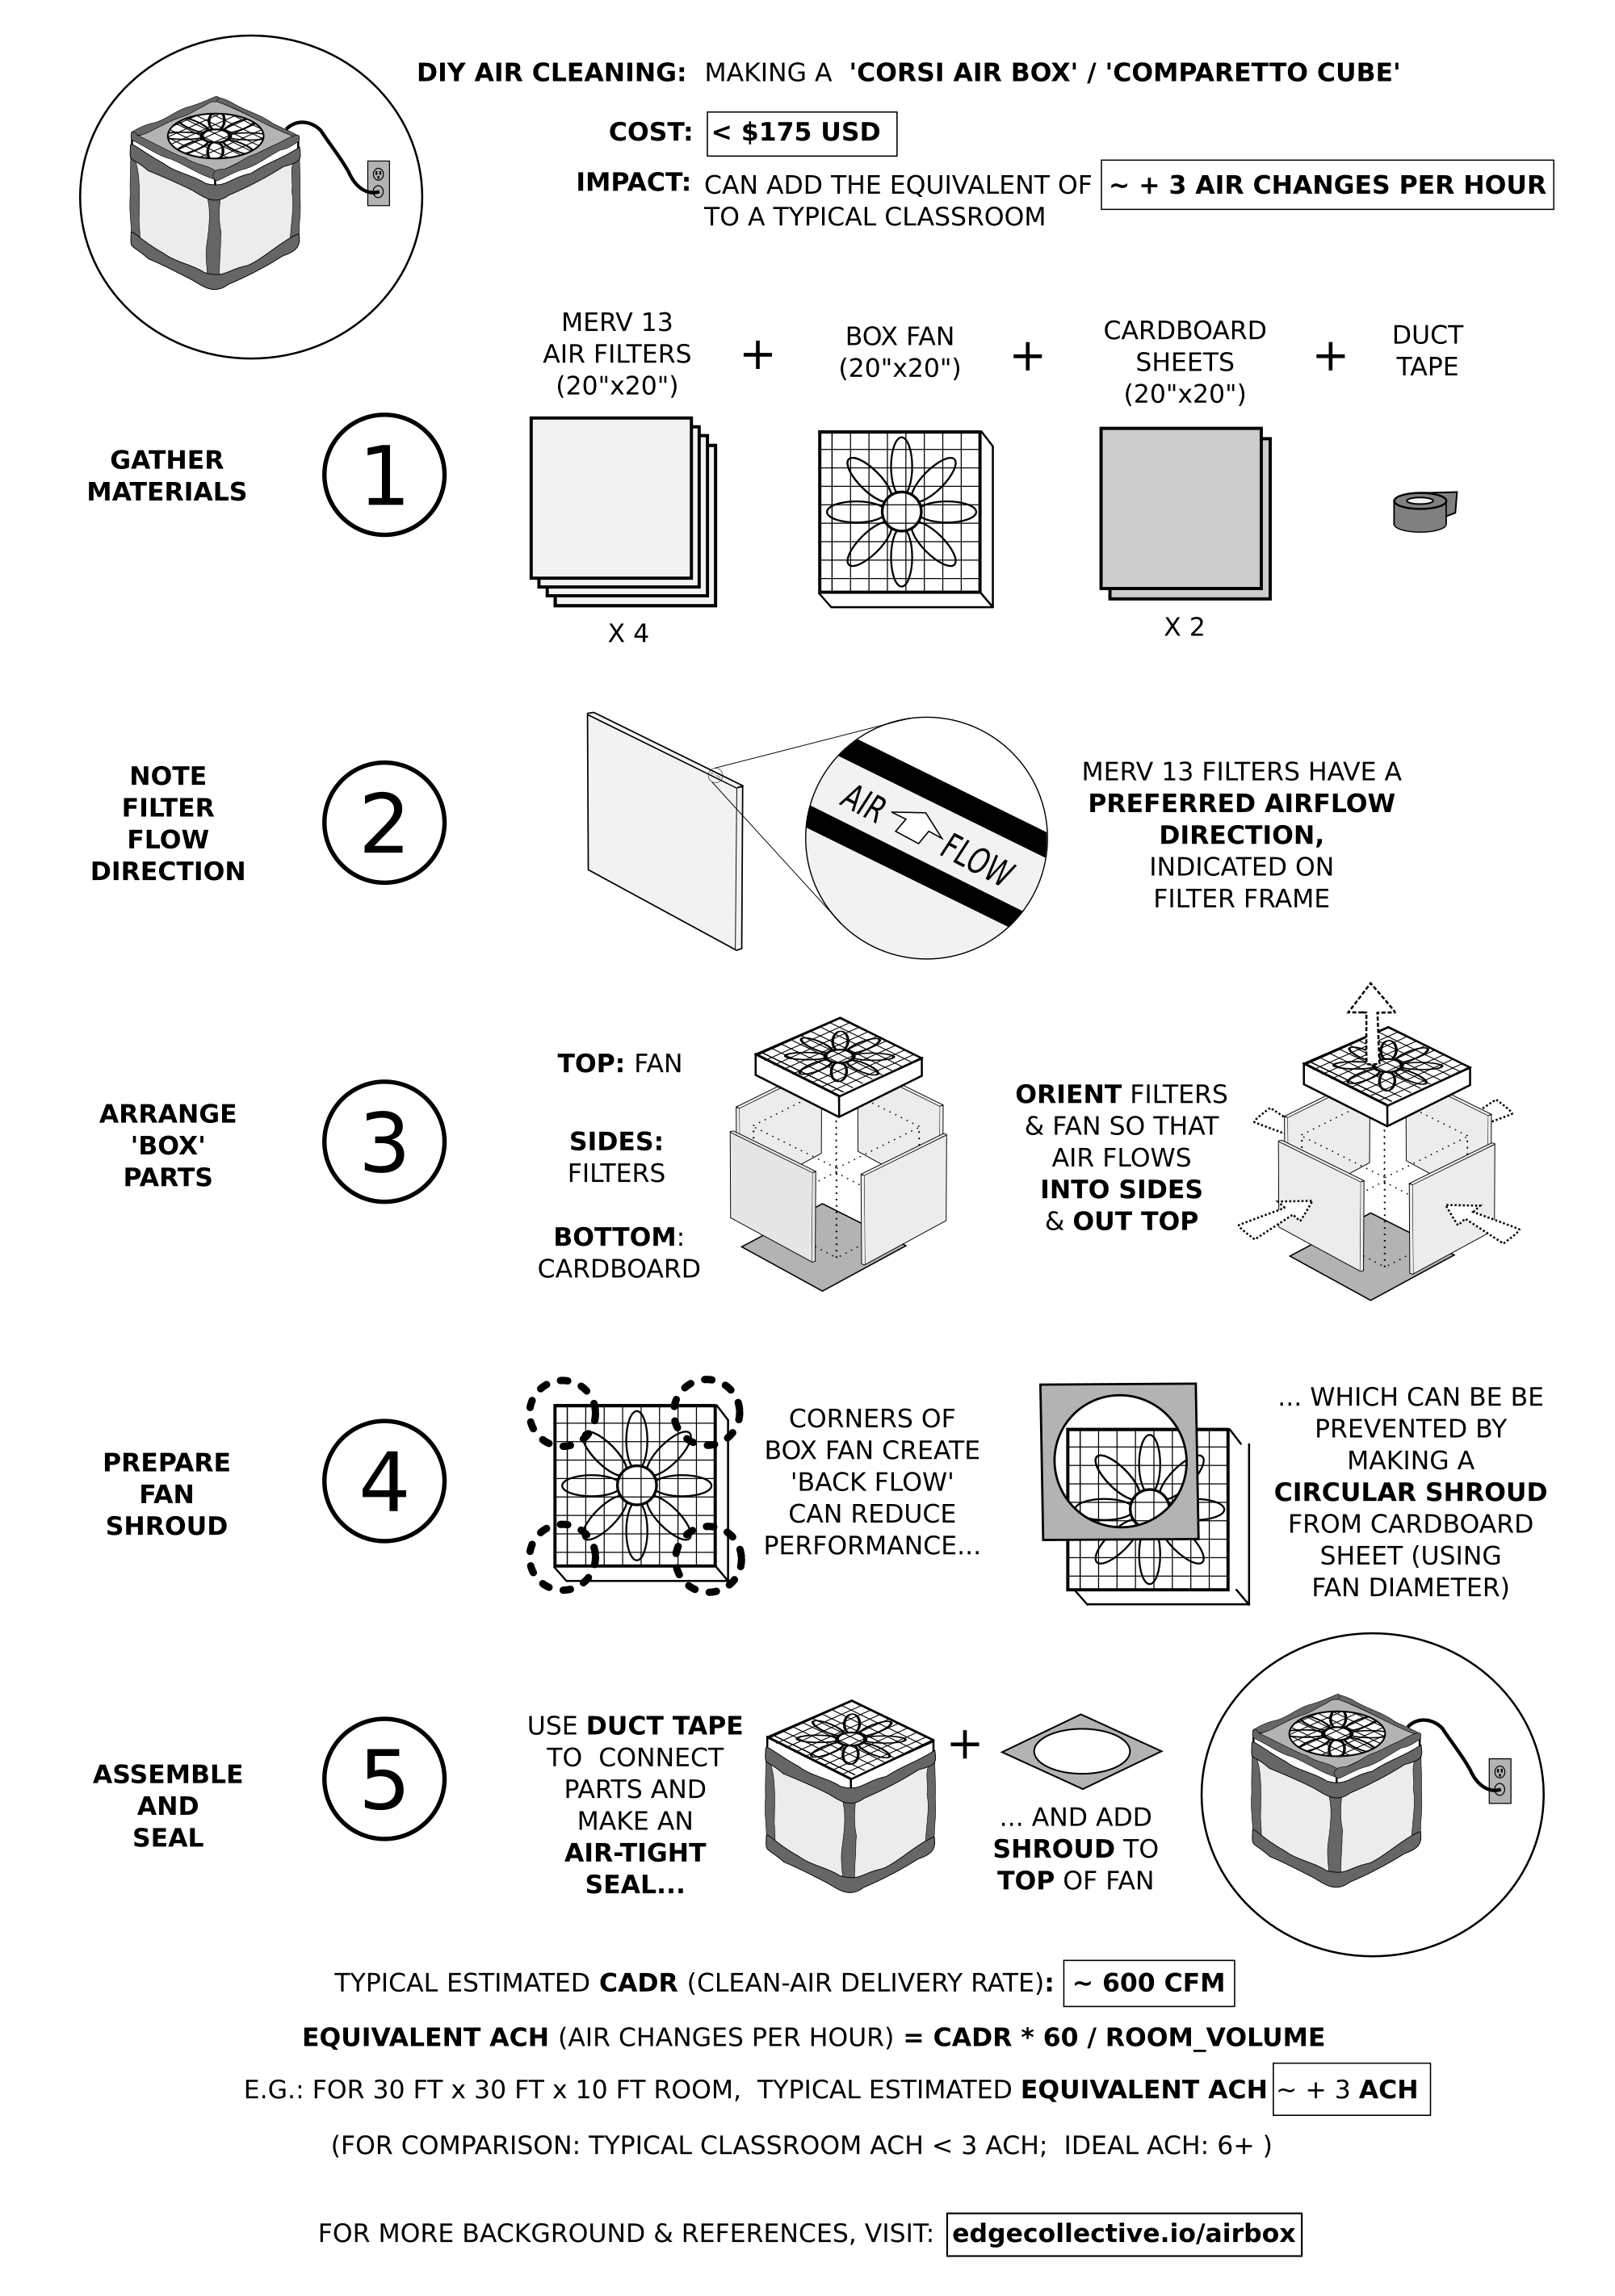 DIY AIR CLEANING: MAKING A 'CORSI AIR BOX' / 'COMPARETTO CUBE'
COST: < $175 USD
IMPACT: CAN ADD THE EQUIVALENT OF ~ + 3 AIR CHANGES PER HOUR
TO A TYPICAL CLASSROOM
GATHER
MATERIALS
1
MERV 13
AIR FILTERS
(20"x20")
X 4
+
BOX FAN
(20"x20")
+
CARDBOARD
SHEETS
(20"x20")
X 2
+
DUCT
TAPE
NOTE
FILTER
FLOW
DIRECTION
2
AIR FLOW
MERV 13 FILTERS HAVE A
PREFERRED AIRFLOW
DIRECTION,
INDICATED ON
FILTER FRAME
ARRANGE
'BOX'
PARTS
3
TOP: FAN
SIDES:
FILTERS
BOTTOM:
CARDBOARD
ORIENT FILTERS
& FAN SO THAT
AIR FLOWS
INTO SIDES
& OUT TOP
PREPARE
FAN
SHROUD
4
CORNERS OF
BOX FAN CREATE
'BACK FLOW'
CAN REDUCE
PERFORMANCE...
... WHICH CAN BE BE
PREVENTED BY
MAKING A
CIRCULAR SHROUD
FROM CARDBOARD
SHEET (USING
FAN DIAMETER)
ASSEMBLE
AND
SEAL
5
USE DUCT TAPE
TO CONNECT
PARTS AND
MAKE AN
AIR-TIGHT
SEAL...
+
... AND ADD
SHROUD TO
TOP OF FAN
TYPICAL ESTIMATED CADR (CLEAN-AIR DELIVERY RATE): ~ 600 CFM
EQUIVALENT ACH (AIR CHANGES PER HOUR) = CADR * 60 / ROOM_VOLUME
E.G.: FOR 30 FT x 30 FT x 10 FT ROOM, TYPICAL ESTIMATED EQUIVALENT ACH ~ + 3 ACH
(FOR COMPARISON: TYPICAL CLASSROOM ACH < 3 ACH; IDEAL ACH: 6+ )
FOR MORE BACKGROUND & REFERENCES, VISIT: edgecollective.io/airbox